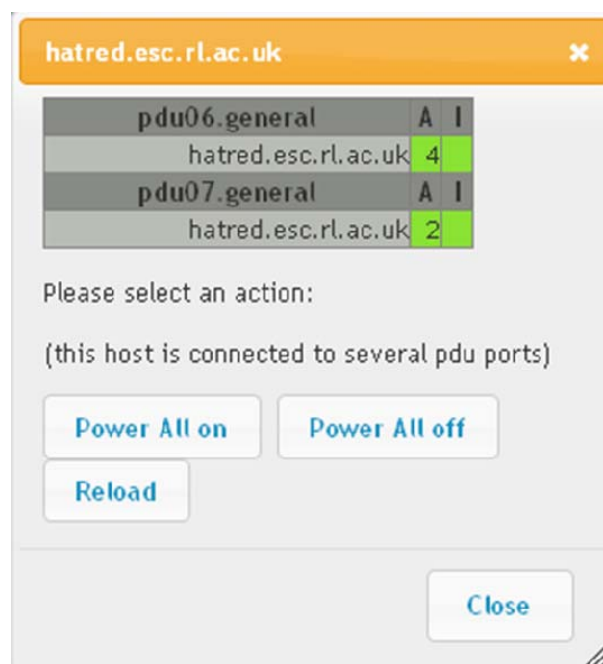 hatred.esc.rl.ac.uk ×
pdu06.general A I
hatred.esc.rl.ac.uk 4
pdu07.general A I
hatred.esc.rl.ac.uk 2
Please select an action:
(this host is connected to several pdu ports)
Power All on Power All off
Reload
Close